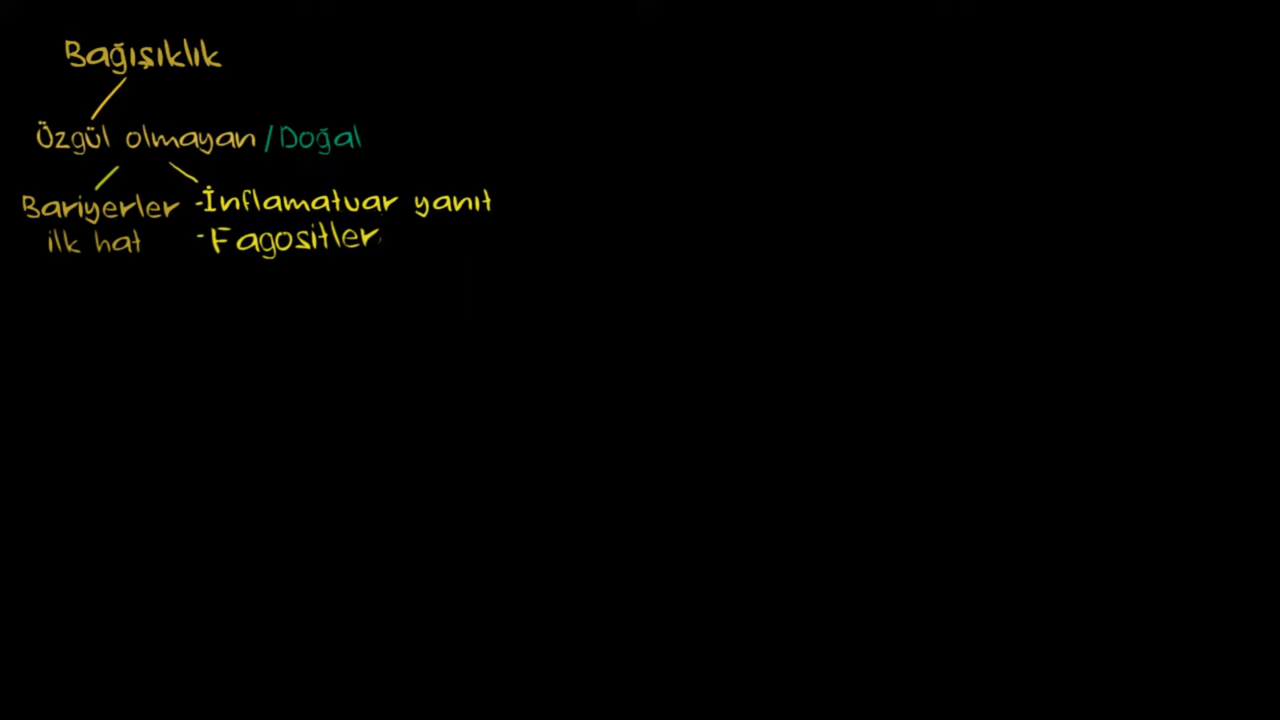 Bağışıklık
Özgül olmayan / Doğal
Bariyerler
ilk hat
-İnflamatuar yanıt
-Fagositler